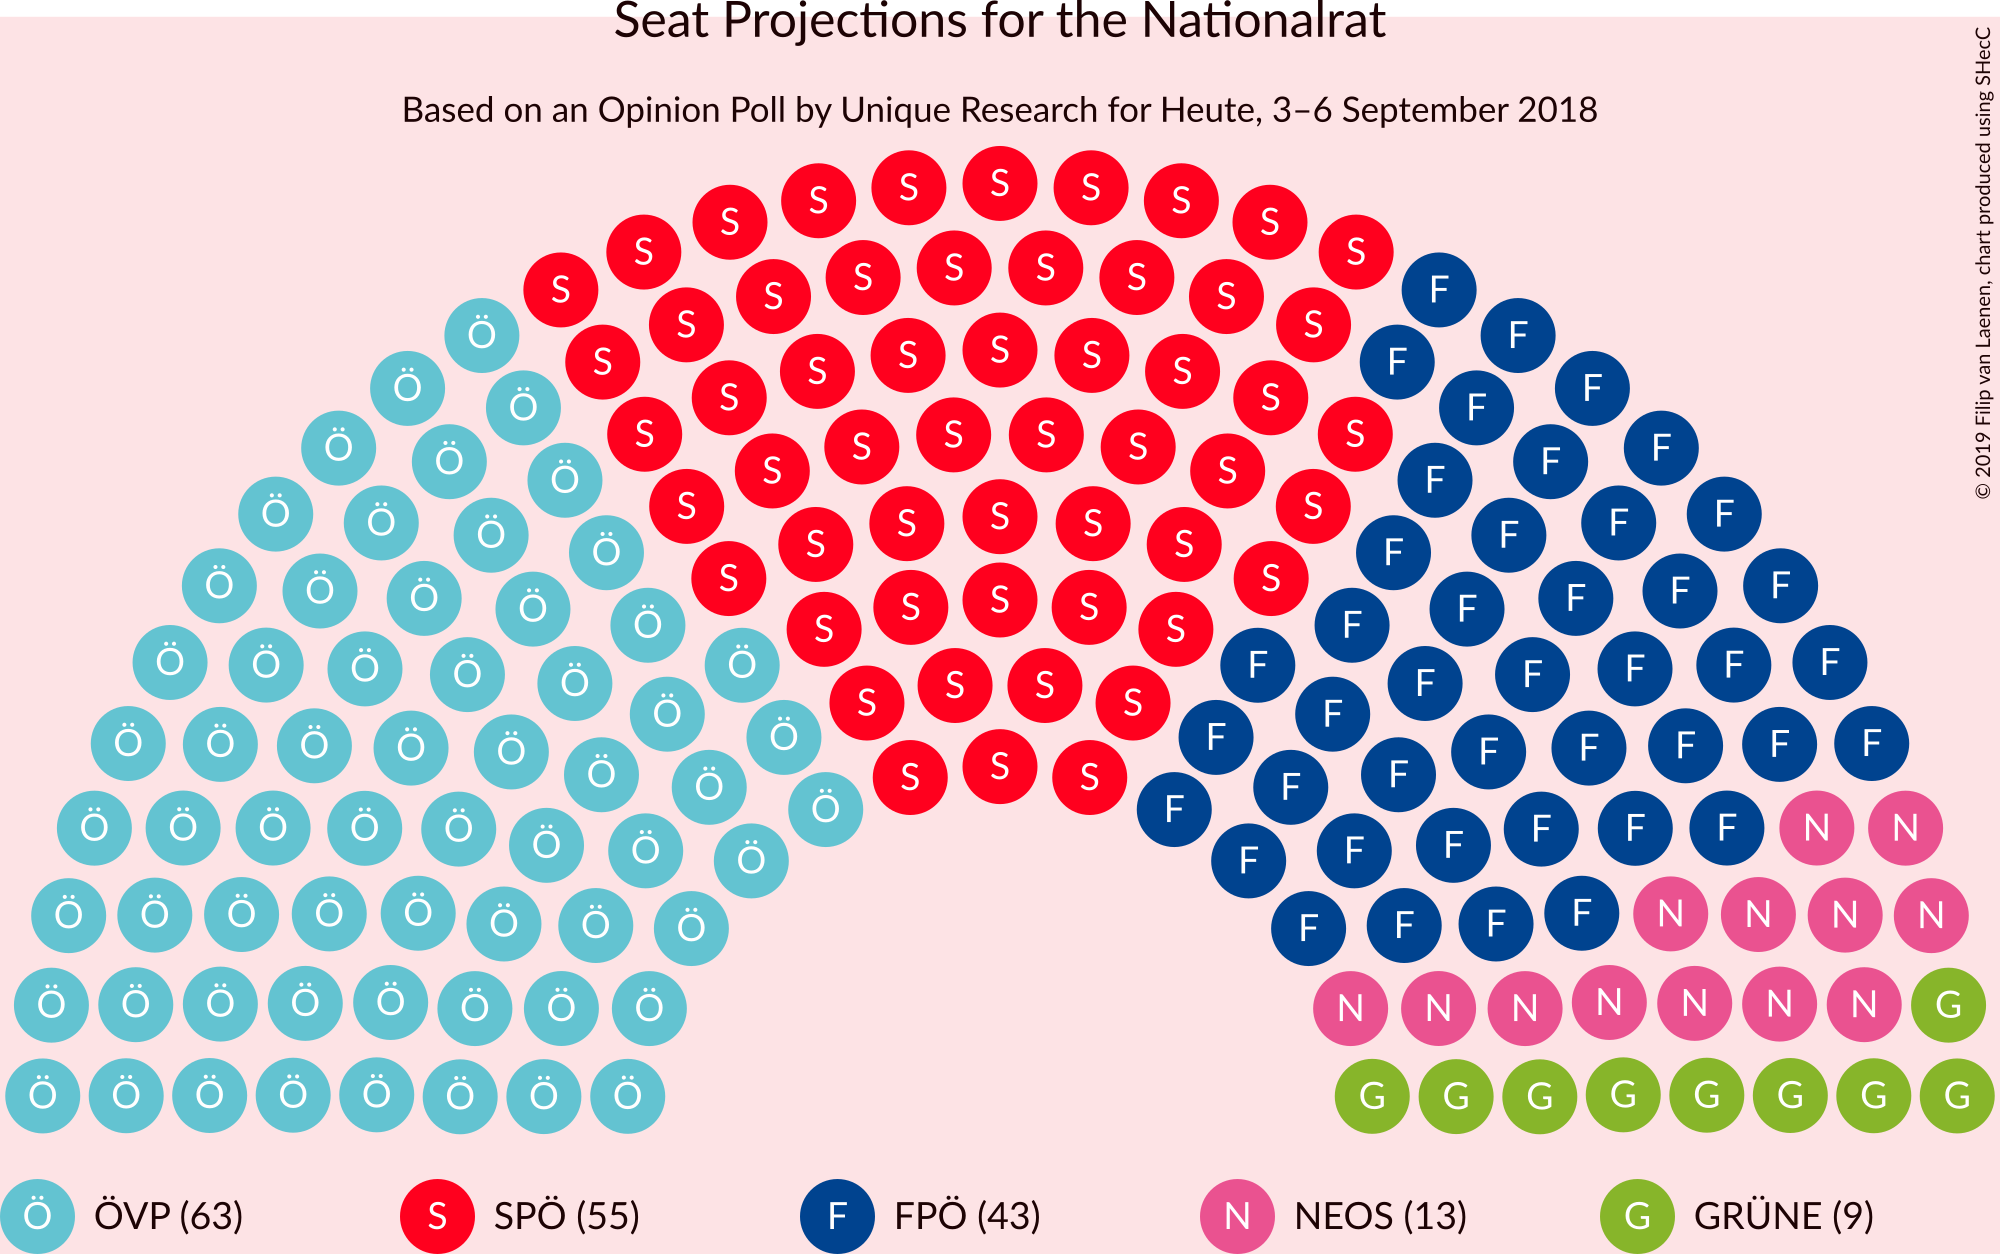 Seat Projections for the Nationalrat
Based on an Opinion Poll by Unique Research for Heute, 3–6 September 2018
© 2019 Filip van Laenen, chart produced using SHecC
S S S S S
S S S S S S
S S S F
S S S S S S
Ö S S F F
Ö Ö S S S S S S S F F F
Ö Ö S S S S S S F F
Ö Ö S S S S F F
Ö Ö Ö S S S S S S S F F F F
Ö Ö Ö Ö S S S S S F F F F
Ö Ö S S F F
Ö Ö Ö Ö Ö Ö S S S S F F F F F F
Ö Ö Ö Ö Ö Ö Ö S S F F F F F F F
Ö Ö S S S F F
Ö Ö Ö Ö Ö Ö F F F F N N
Ö Ö Ö F F F
Ö Ö Ö Ö Ö Ö Ö Ö F F F F N N N N
Ö Ö Ö Ö Ö Ö Ö Ö N N N N N N N G
Ö Ö Ö Ö Ö Ö Ö Ö G G G G G G G G
Ö ÖVP (63) S SPÖ (55) F FPÖ (43) N NEOS (13) G GRÜNE (9)